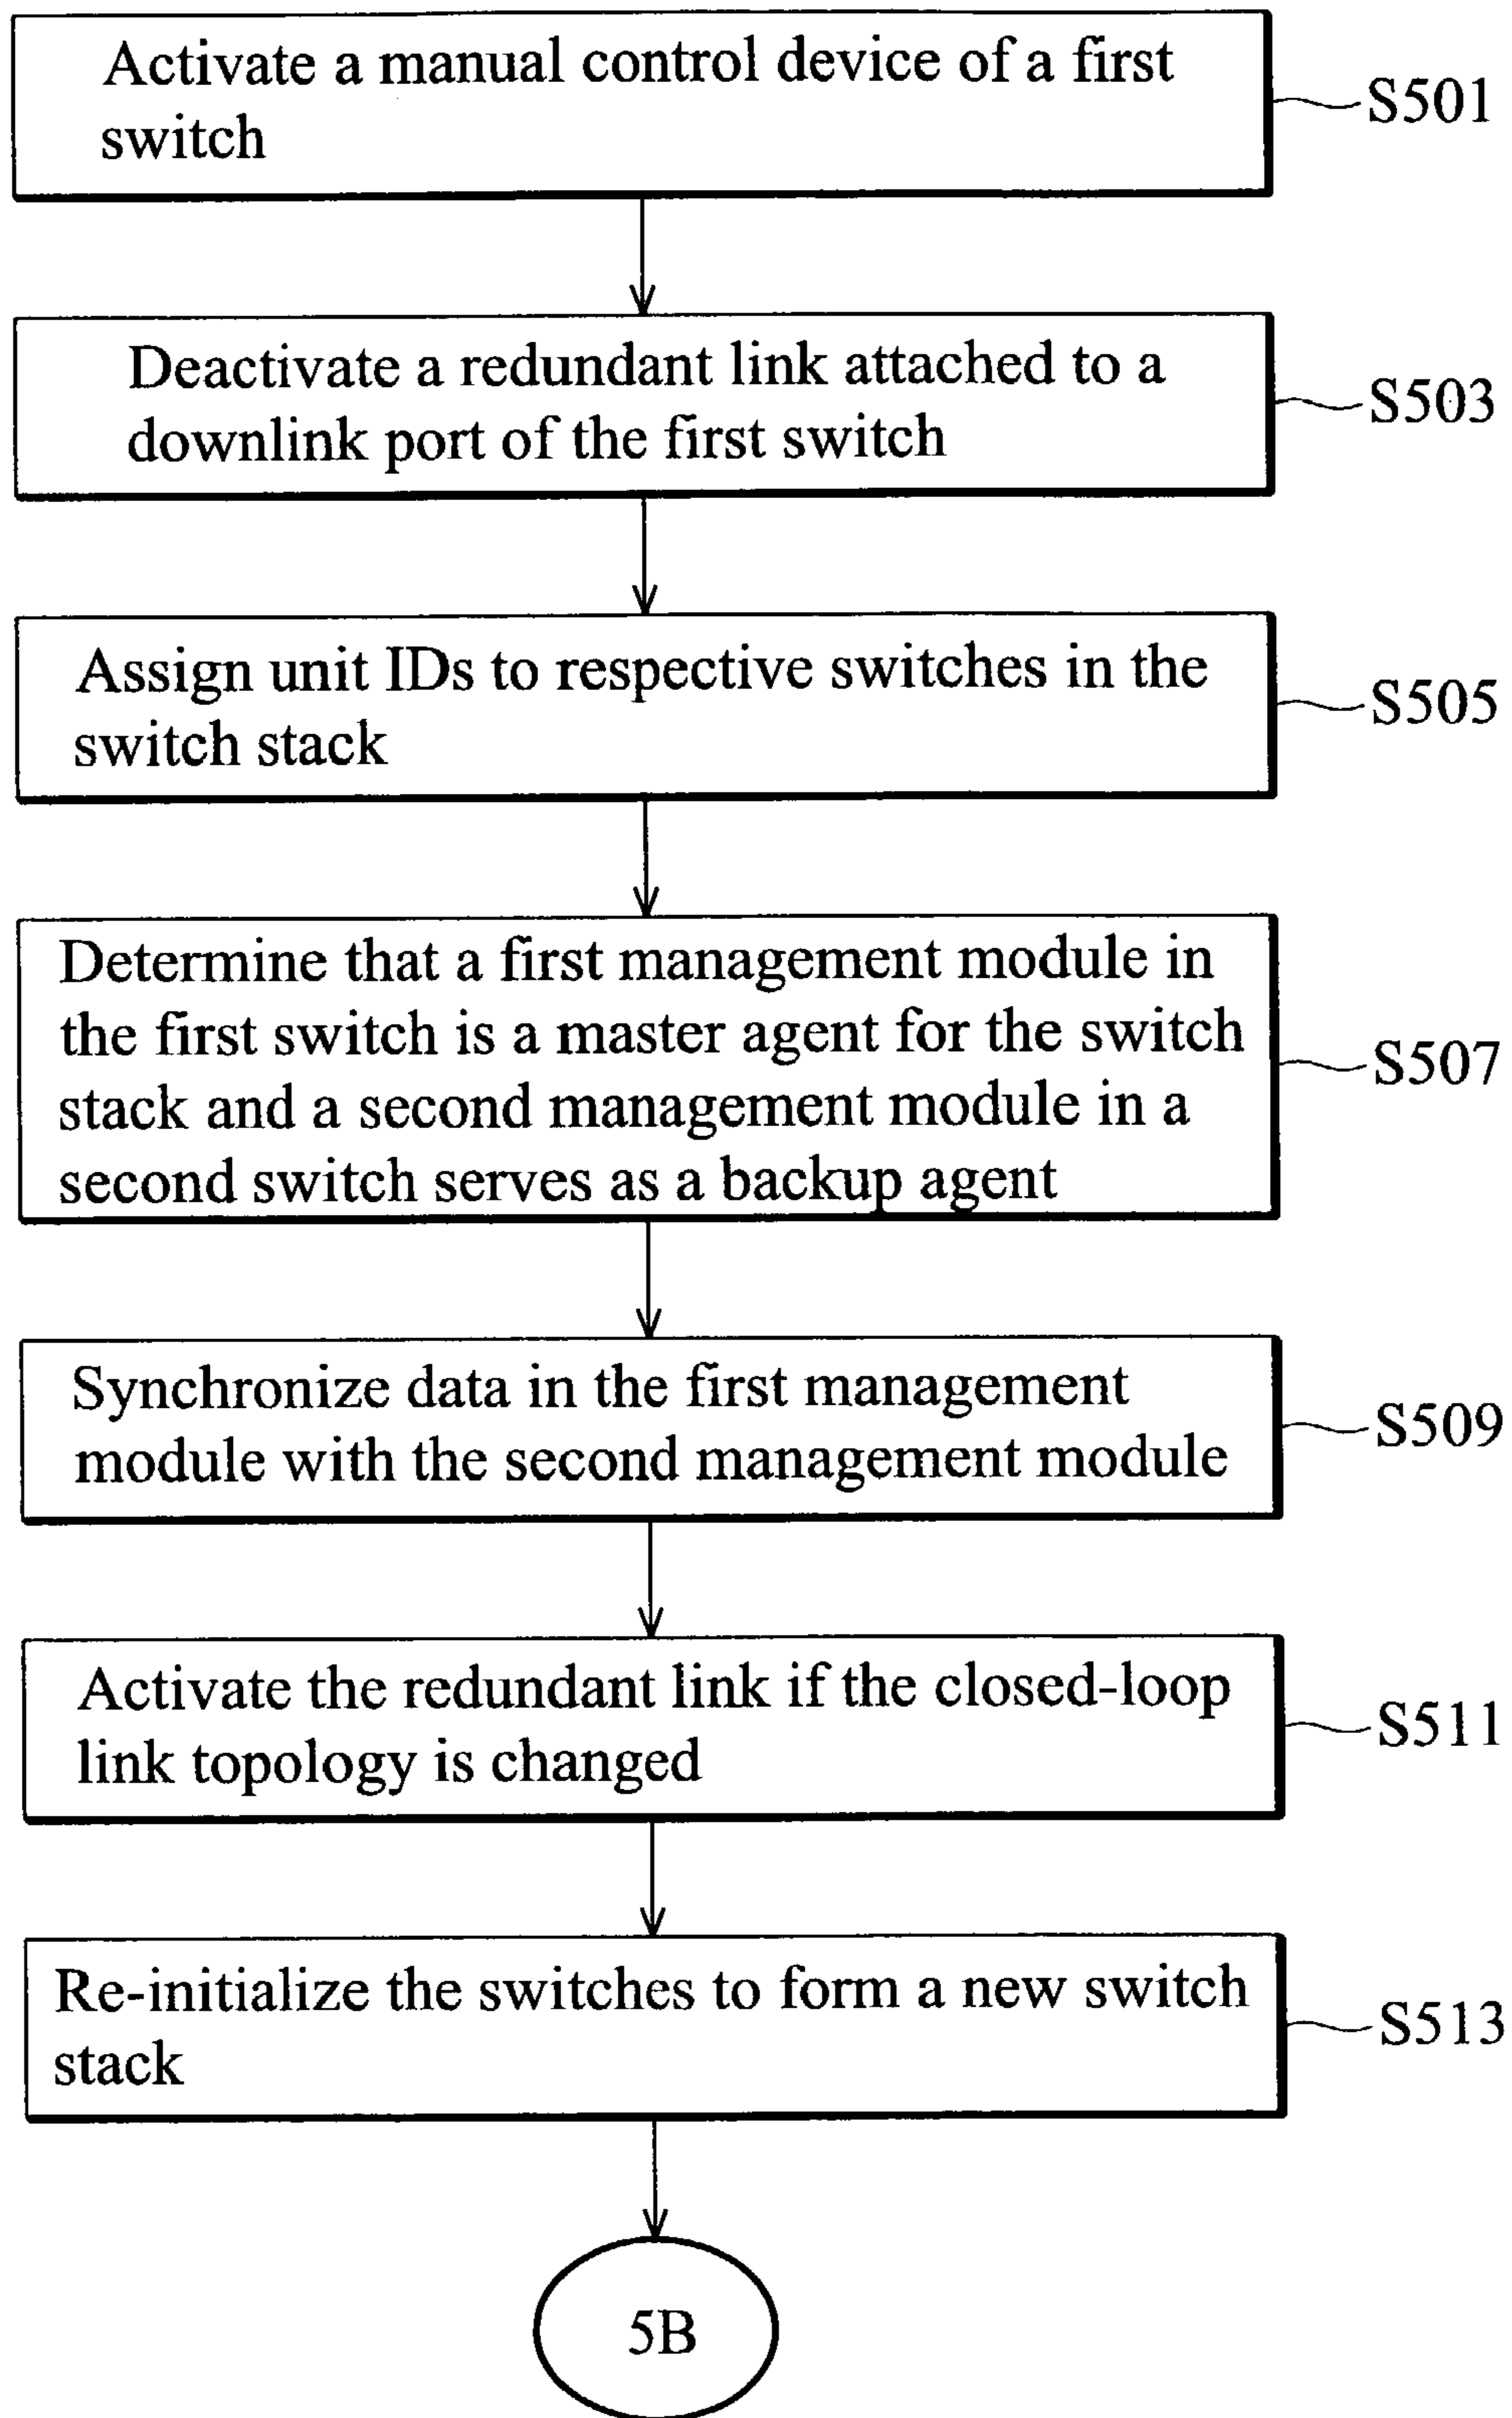 Activate a manual control device of a first
switch
S501
Deactivate a redundant link attached to a
downlink port of the first switch
S503
Assign unit IDs to respective switches in the
switch stack
S505
Determine that a first management module in
the first switch is a master agent for the switch
stack and a second management module in a
second switch serves as a backup agent
S507
Synchronize data in the first management
module with the second management module
S509
Activate the redundant link if the closed-loop
link topology is changed
S511
Re-initialize the switches to form a new switch
stack
S513
5B